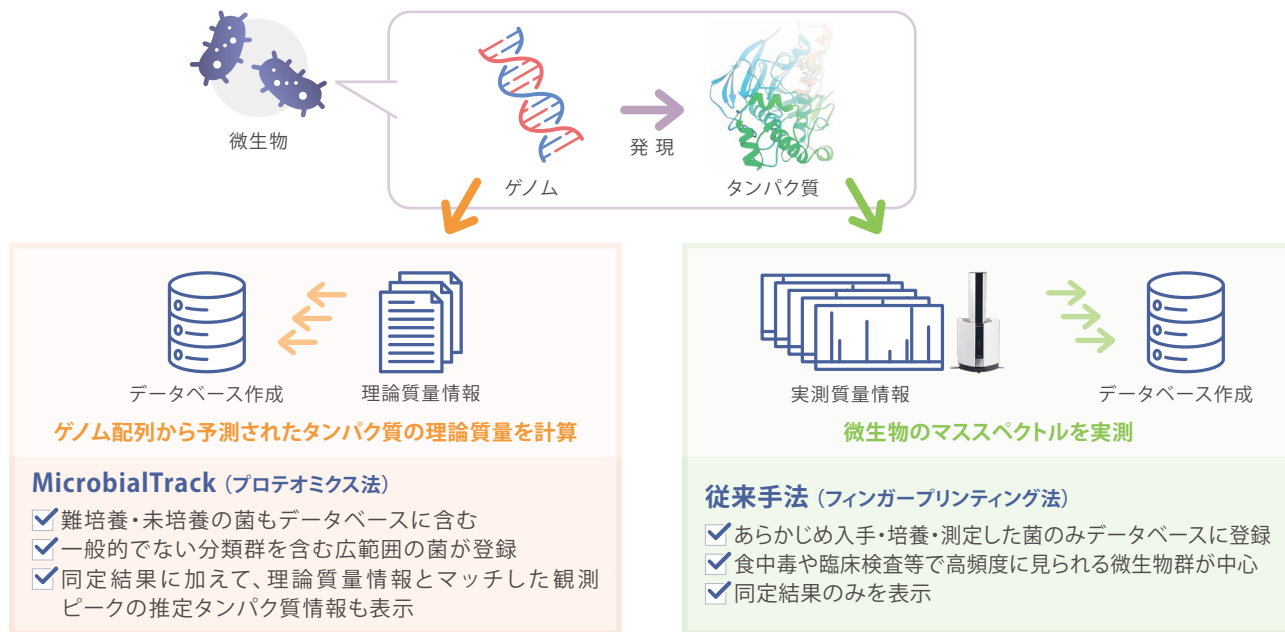 微生物
ゲノム
発 現
タンパク質
データベース作成
理論質量情報
ゲノム配列から予測されたタンパク質の理論質量を計算
MicrobialTrack（プロテオミクス法）
難培養・未培養の菌もデータベースに含む
一般的でない分類群を含む広範囲の菌が登録
同定結果に加えて、理論質量情報とマッチした観測
ピークの推定タンパク質情報も表示
実測質量情報
データベース作成
微生物のマススペクトルを実測
従来手法（フィンガープリンティング法）
あらかじめ入手・培養・測定した菌のみデータベースに登録
食中毒や臨床検査等で高頻度に見られる微生物群が中心
同定結果のみを表示